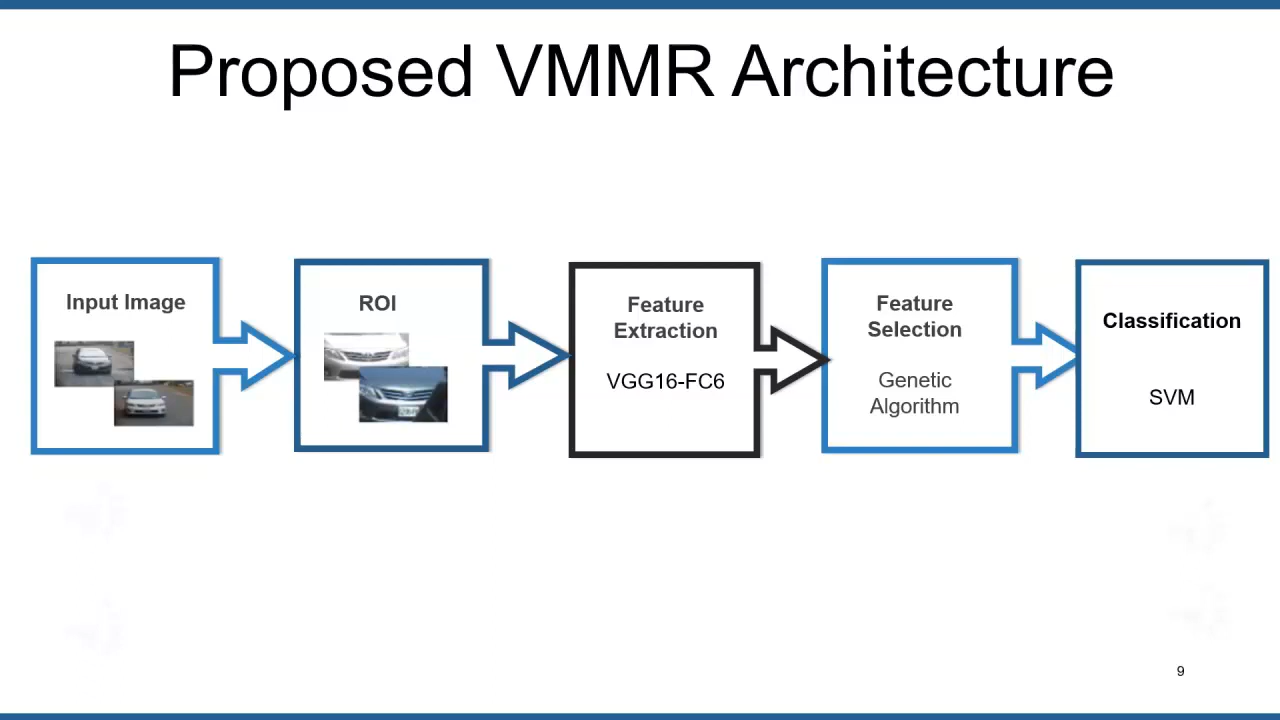 Proposed VMMR Architecture
Input Image
ROI
Feature
Extraction
VGG16-FC6
Feature
Selection
Genetic
Algorithm
Classification
SVM
9